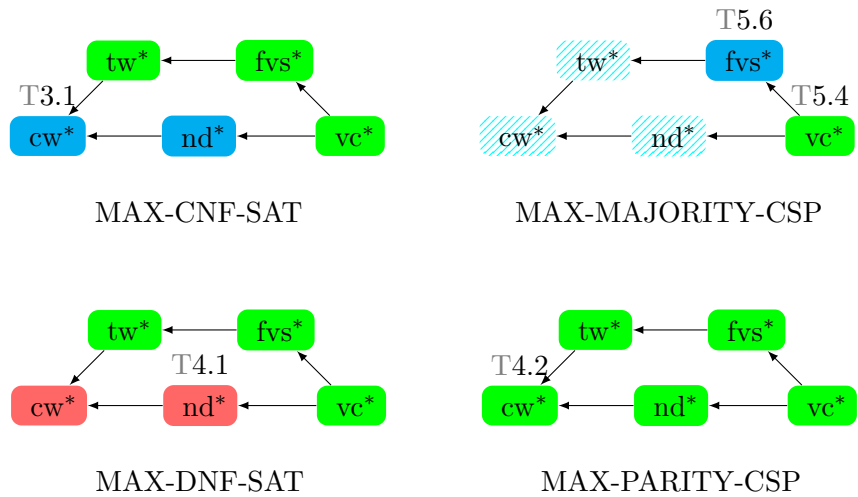 T5.6
tw* fvs* tw* fvs*
T3.1 T5.4
cw* nd* vc* cw* nd* vc*
MAX-CNF-SAT MAX-MAJORITY-CSP
tw* fvs* tw* fvs*
T4.1 T4.2
cw* nd* vc* cw* nd* vc*
MAX-DNF-SAT MAX-PARITY-CSP